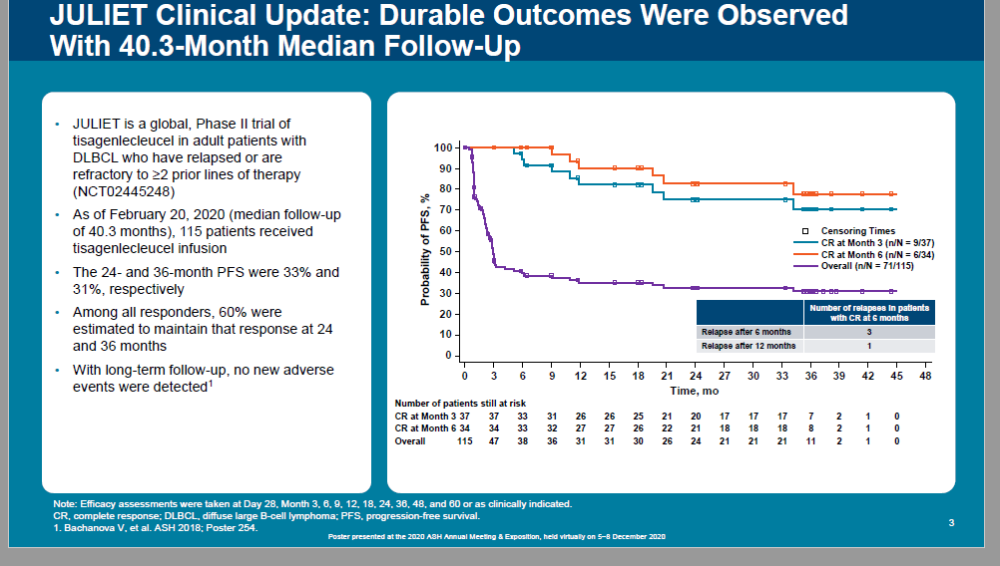 JULIET Clinical Update: Durable Outcomes Were Observed
With 40.3-Month Median Follow-Up
• JULIET is a global, Phase II trial of
tisagenlecleucel in adult patients with
DLBCL who have relapsed or are
refractory to ≥2 prior lines of therapy
(NCT02445248)
• As of February 20, 2020 (median follow-up
of 40.3 months), 115 patients received
tisagenlecleucel infusion
• The 24- and 36-month PFS were 33% and
31%, respectively
• Among all responders, 60% were
estimated to maintain that response at 24
and 36 months
• With long-term follow-up, no new adverse
events were detected1
Probability of PFS, %
100
90
80
70
60
50
40
30
20
10
0
Censoring Times
CR at Month 3 (n/N = 9/37)
CR at Month 6 (n/N = 6/34)
Overall (n/N = 71/115)
Number of relapses in patients
with CR at 6 months
Relapse after 6 months 3
Relapse after 12 months 1
0 3 6 9 12 15 18 21 24 27 30 33 36 39 42 45 48
Time, mo
Number of patients still at risk
CR at Month 3 37 37 33 31 26 26 25 21 20 17 17 17 7 2 1 0
CR at Month 6 34 34 33 32 27 27 26 22 21 18 18 18 8 2 1 0
Overall 115 47 38 36 31 31 30 26 24 21 21 21 11 2 1 0
Note: Efficacy assessments were taken at Day 28, Month 3, 6, 9, 12, 18, 24, 36, 48, and 60 or as clinically indicated.
CR, complete response; DLBCL, diffuse large B-cell lymphoma; PFS, progression-free survival.
1. Bachanova V, et al. ASH 2018; Poster 254.
3
Poster presented at the 2020 ASH Annual Meeting & Exposition, held virtually on 5–8 December 2020